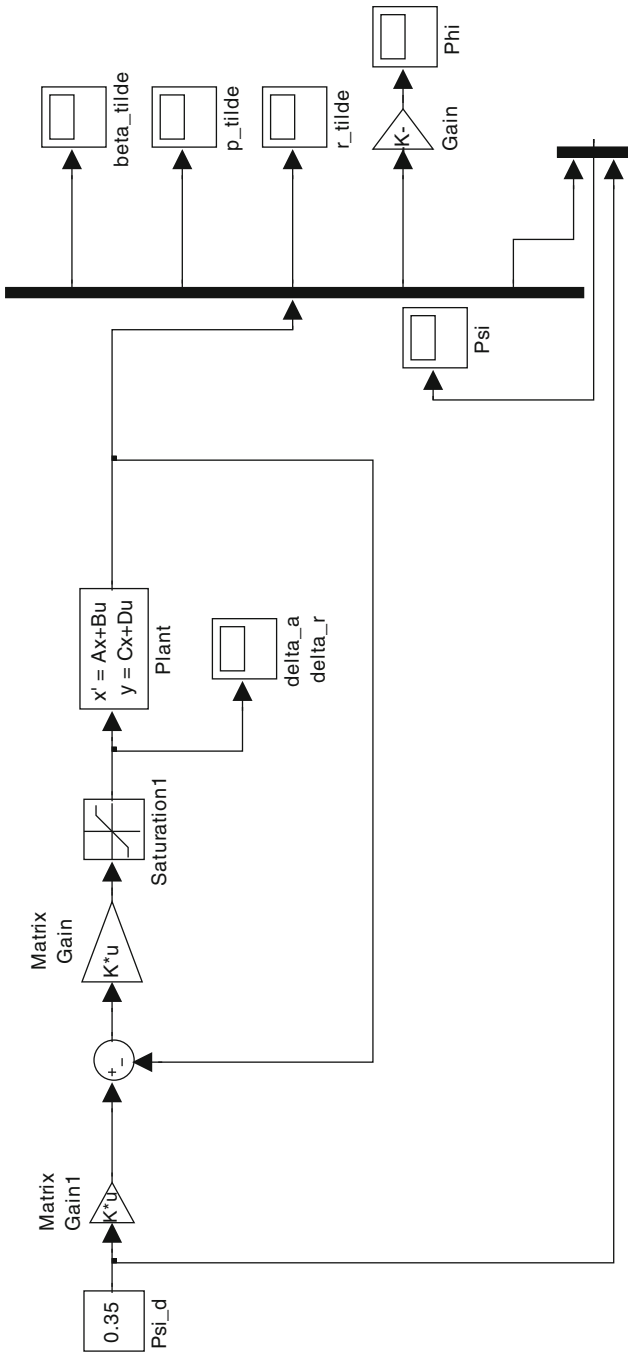 0.35
Psi_d
Matrix
Gain1
K*u
+
−
Matrix
Gain
K*u
Saturation1
x' = Ax+Bu
y = Cx+Du
Plant
delta_a
delta_r
beta_tilde
p_tilde
r_tilde
K-
Gain
Phi
Psi